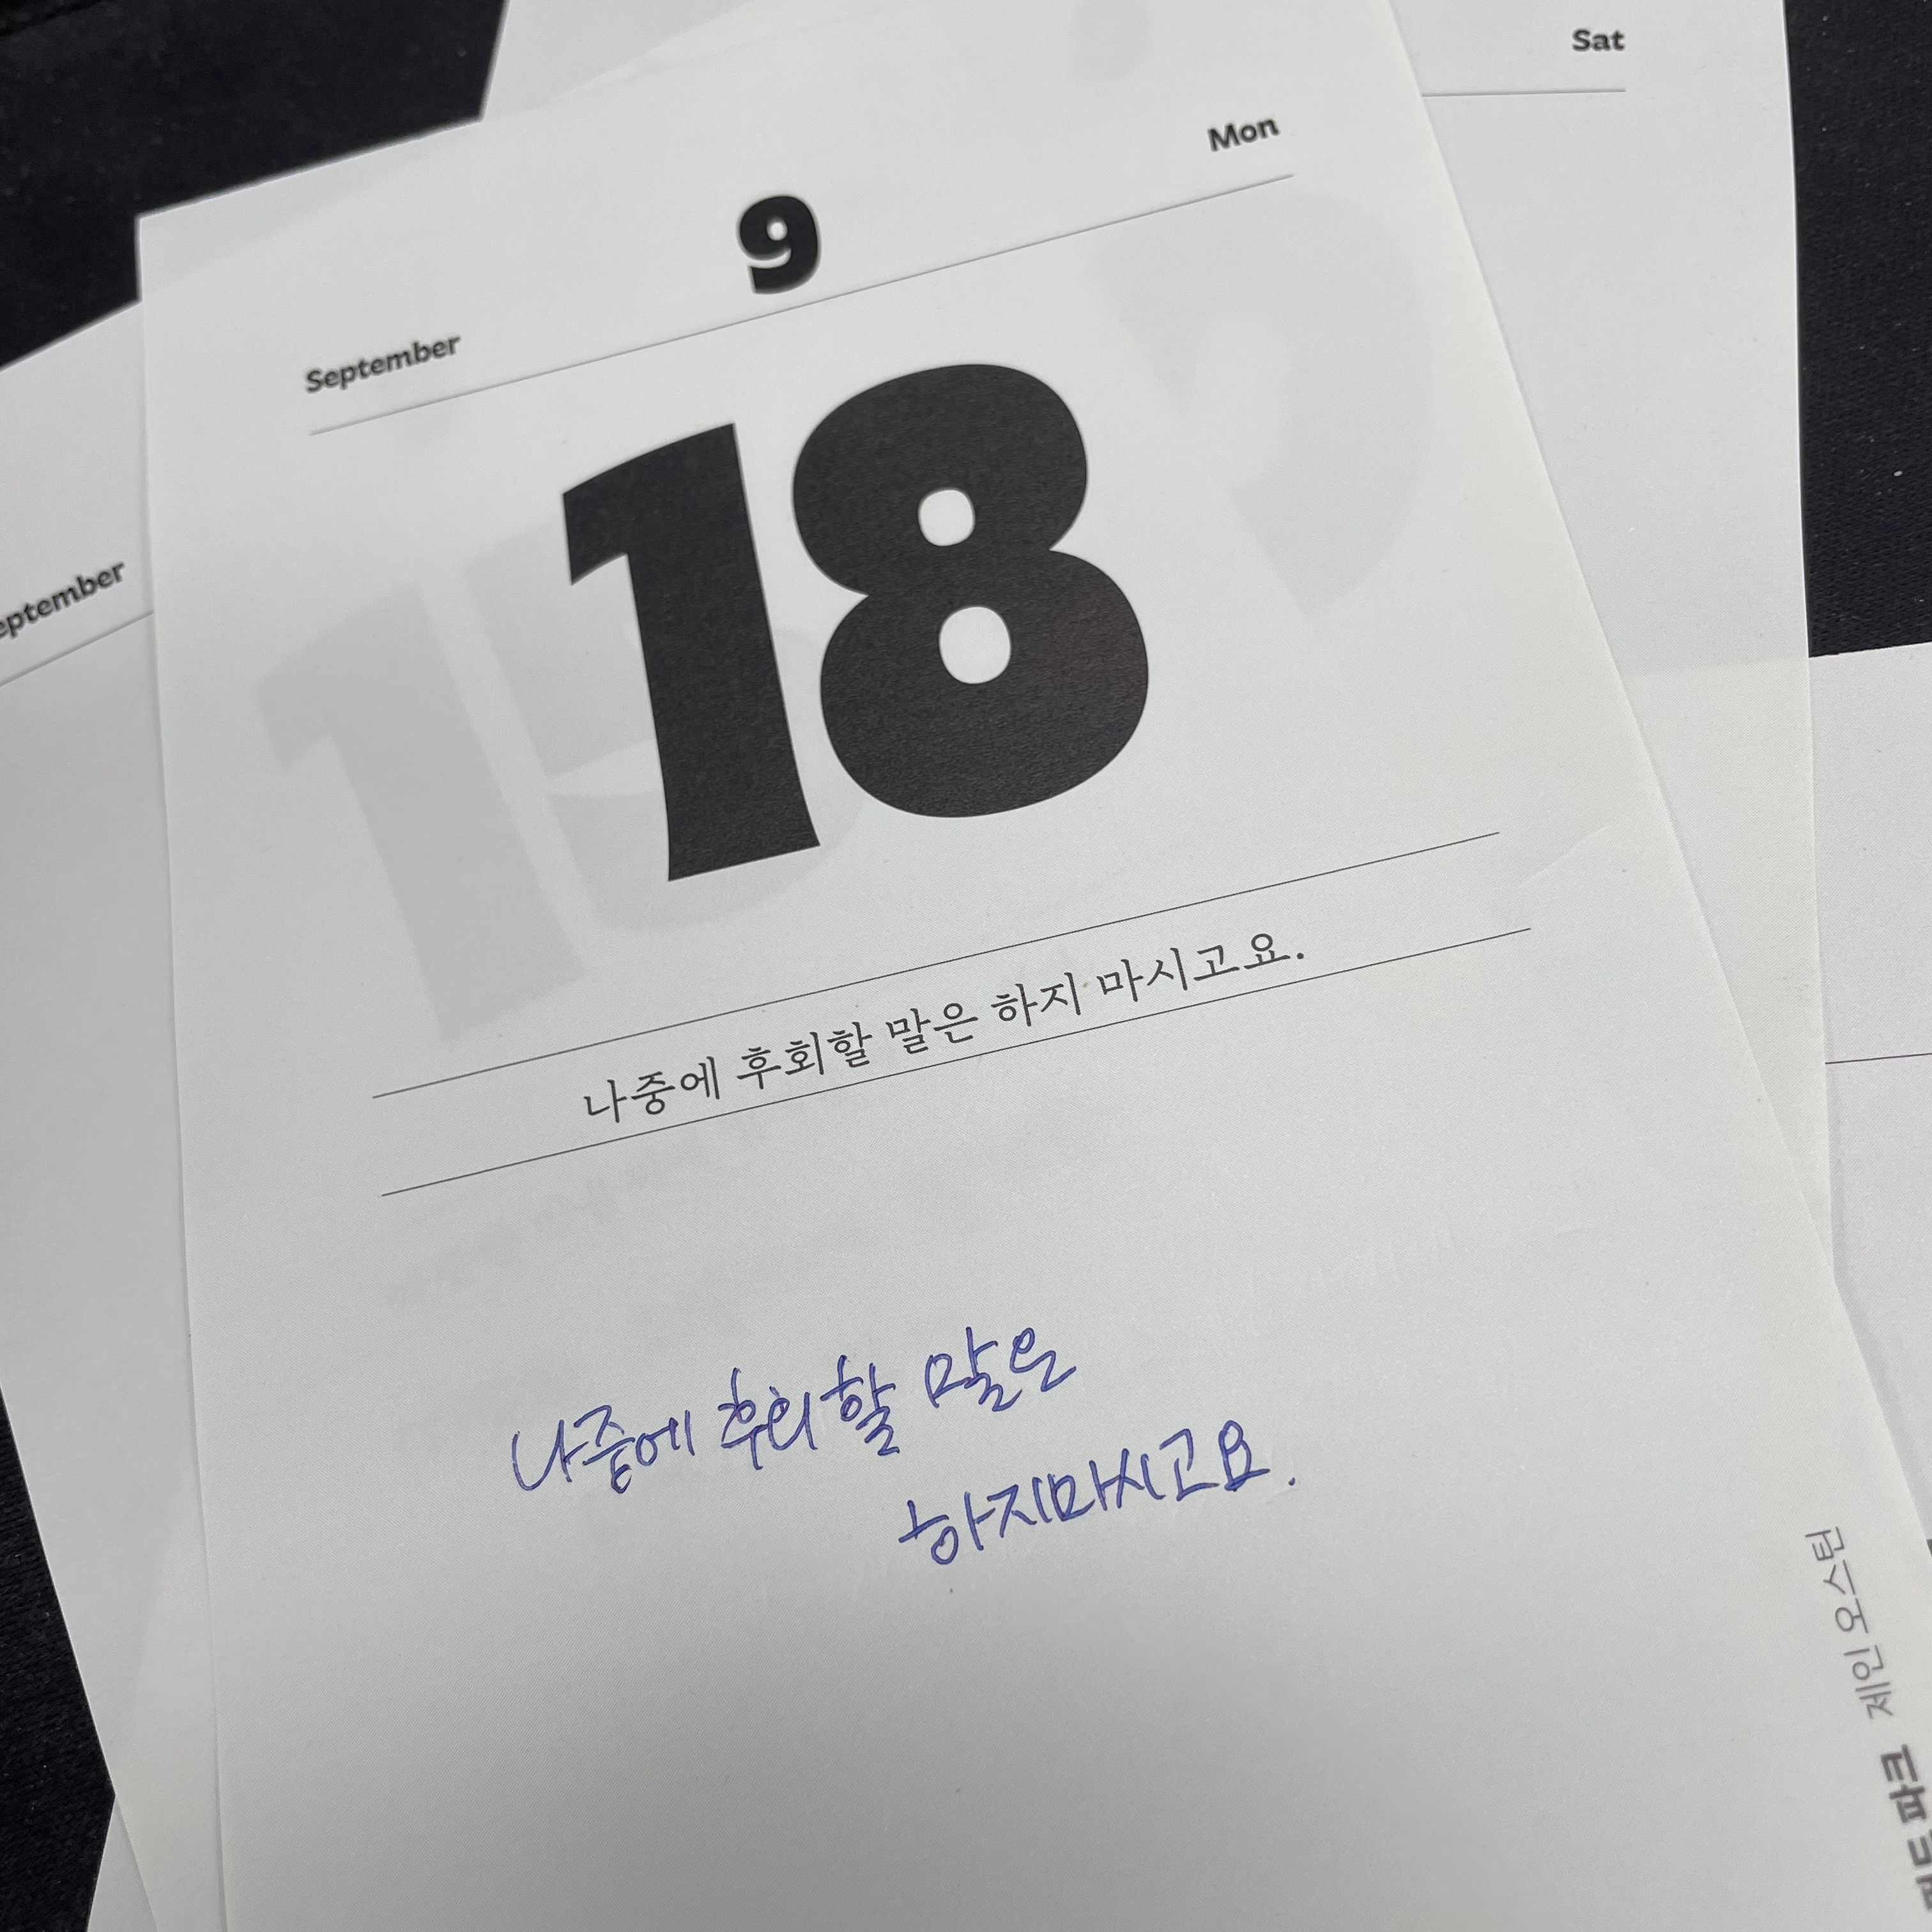 Sat
Mon
9
September
18
나중에 후회할 말은 하지 마시고요.
나중에 후회할 말은
하지마시고요.
eptember
제인오스틴